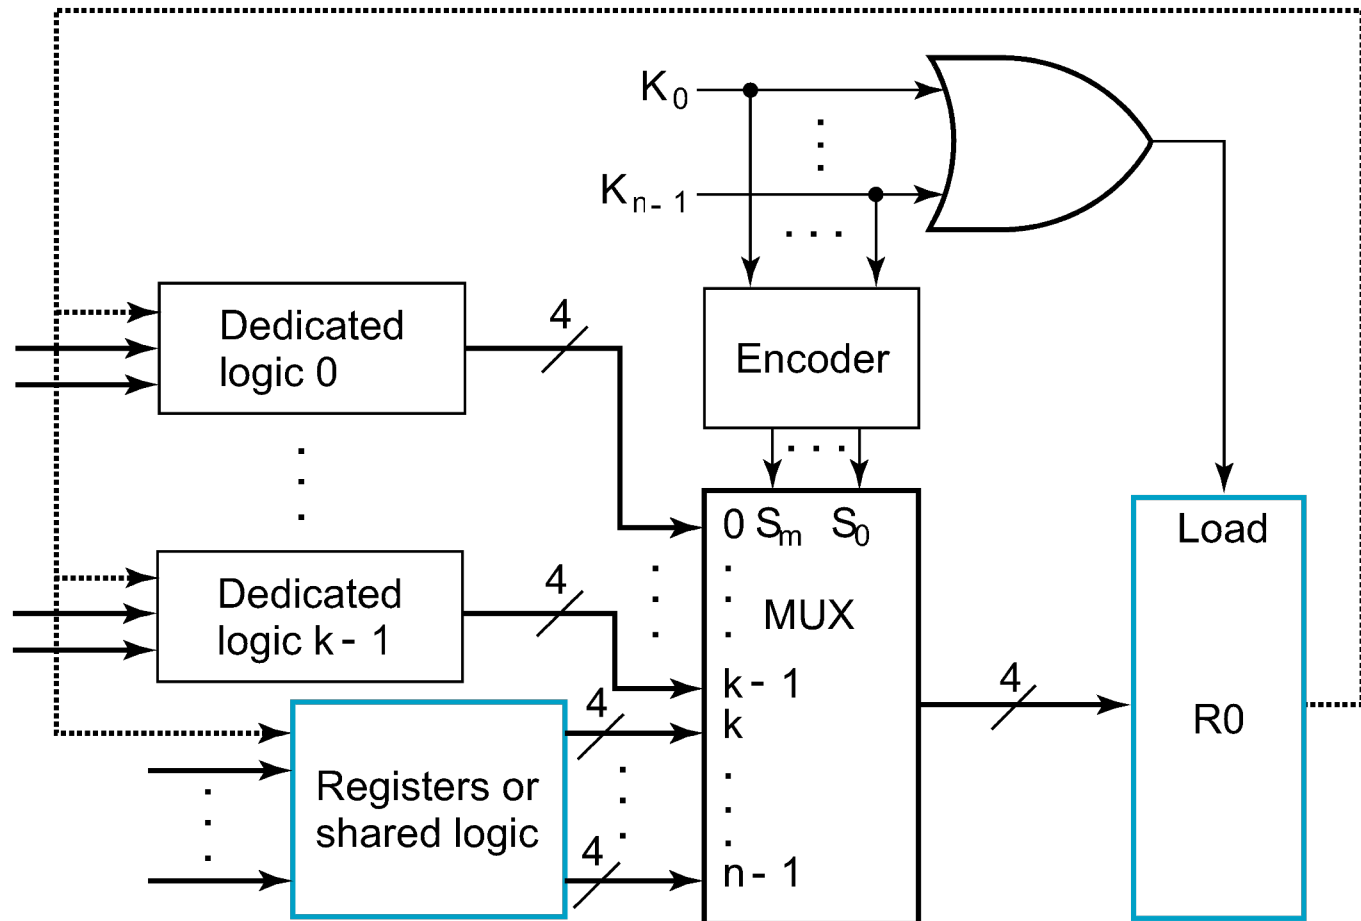 K0
Kn-1
Dedicated
logic 0
4
Encoder
0 Sm S0
Load
Dedicated
logic k-1
4
MUX
k-1
4
k
4
R0
Registers or
shared logic
4
n-1